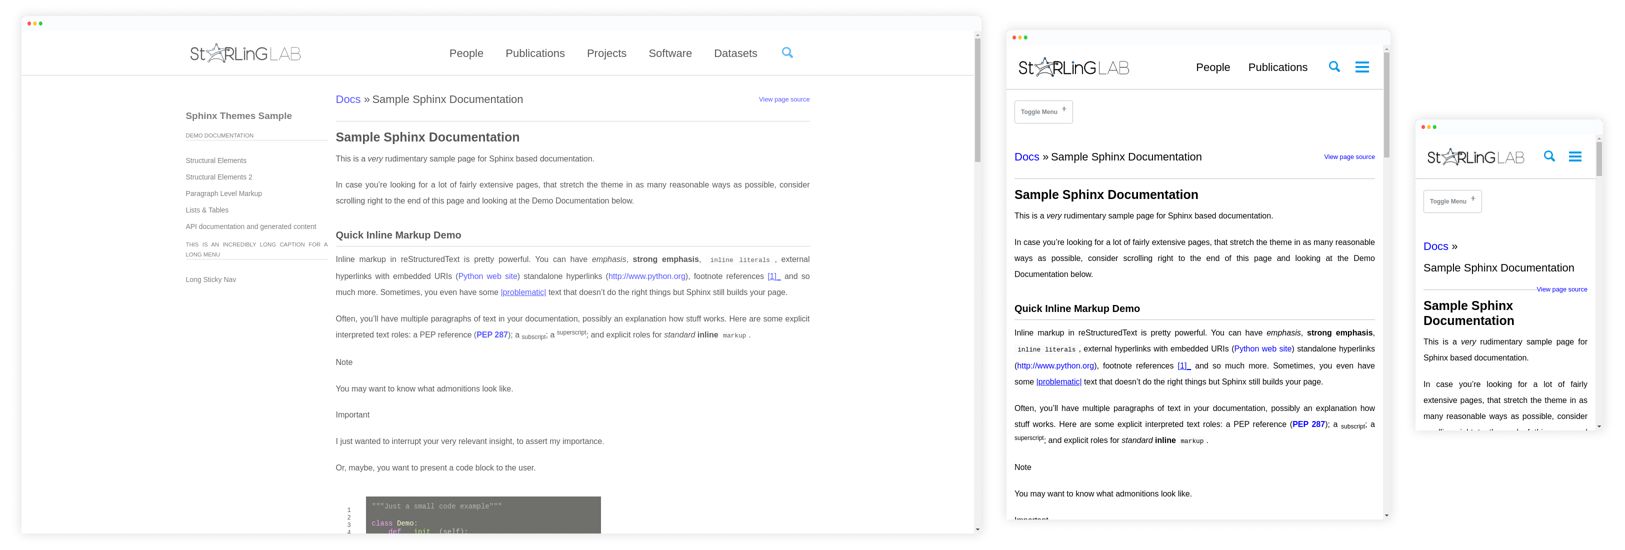 StARLinG LAB
People Publications Projects Software Datasets
Sphinx Themes Sample
DEMO DOCUMENTATION
Structural Elements
Structural Elements 2
Paragraph Level Markup
Lists & Tables
API documentation and generated content
THIS IS AN INCREDIBLY LONG CAPTION FOR A
LONG MENU
Long Sticky Nav
Docs » Sample Sphinx Documentation
View page source
Sample Sphinx Documentation
This is a very rudimentary sample page for Sphinx based documentation.
In case you're looking for a lot of fairly extensive pages, that stretch the theme in as many reasonable ways as possible, consider
scrolling right to the end of this page and looking at the Demo Documentation below.
Quick Inline Markup Demo
Inline markup in reStructuredText is pretty powerful. You can have emphasis, strong emphasis, inline literals , external
hyperlinks with embedded URIs (Python web site) standalone hyperlinks (http://www.python.org), footnote references [1]_ and so
much more. Sometimes, you even have some |problematic| text that doesn't do the right things but Sphinx still builds your page.
Often, you'll have multiple paragraphs of text in your documentation, possibly an explanation how stuff works. Here are some explicit
interpreted text roles: a PEP reference (PEP 287); a subscript; a superscript; and explicit roles for standard inline markup .
Note
You may want to know what admonitions look like.
Important
I just wanted to interrupt your very relevant insight, to assert my importance.
Or, maybe, you want to present a code block to the user.
1 """Just a small code example"""
2
3 class Demo:
4 def __init__(self):
StARLinG LAB
People Publications
Toggle Menu +
Docs » Sample Sphinx Documentation
View page source
Sample Sphinx Documentation
This is a very rudimentary sample page for Sphinx based documentation.
In case you're looking for a lot of fairly extensive pages, that stretch the theme in as many reasonable
ways as possible, consider scrolling right to the end of this page and looking at the Demo
Documentation below.
Quick Inline Markup Demo
Inline markup in reStructuredText is pretty powerful. You can have emphasis, strong emphasis,
inline literals , external hyperlinks with embedded URIs (Python web site) standalone hyperlinks
(http://www.python.org), footnote references [1]_ and so much more. Sometimes, you even have
some |problematic| text that doesn't do the right things but Sphinx still builds your page.
Often, you'll have multiple paragraphs of text in your documentation, possibly an explanation how
stuff works. Here are some explicit interpreted text roles: a PEP reference (PEP 287); a subscript; a
superscript; and explicit roles for standard inline markup .
Note
You may want to know what admonitions look like.
Important
StARLinG LAB
Toggle Menu +
Docs »
Sample Sphinx Documentation
View page source
Sample Sphinx
Documentation
This is a very rudimentary sample page for
Sphinx based documentation.
In case you're looking for a lot of fairly
extensive pages, that stretch the theme in as
many reasonable ways as possible, consider